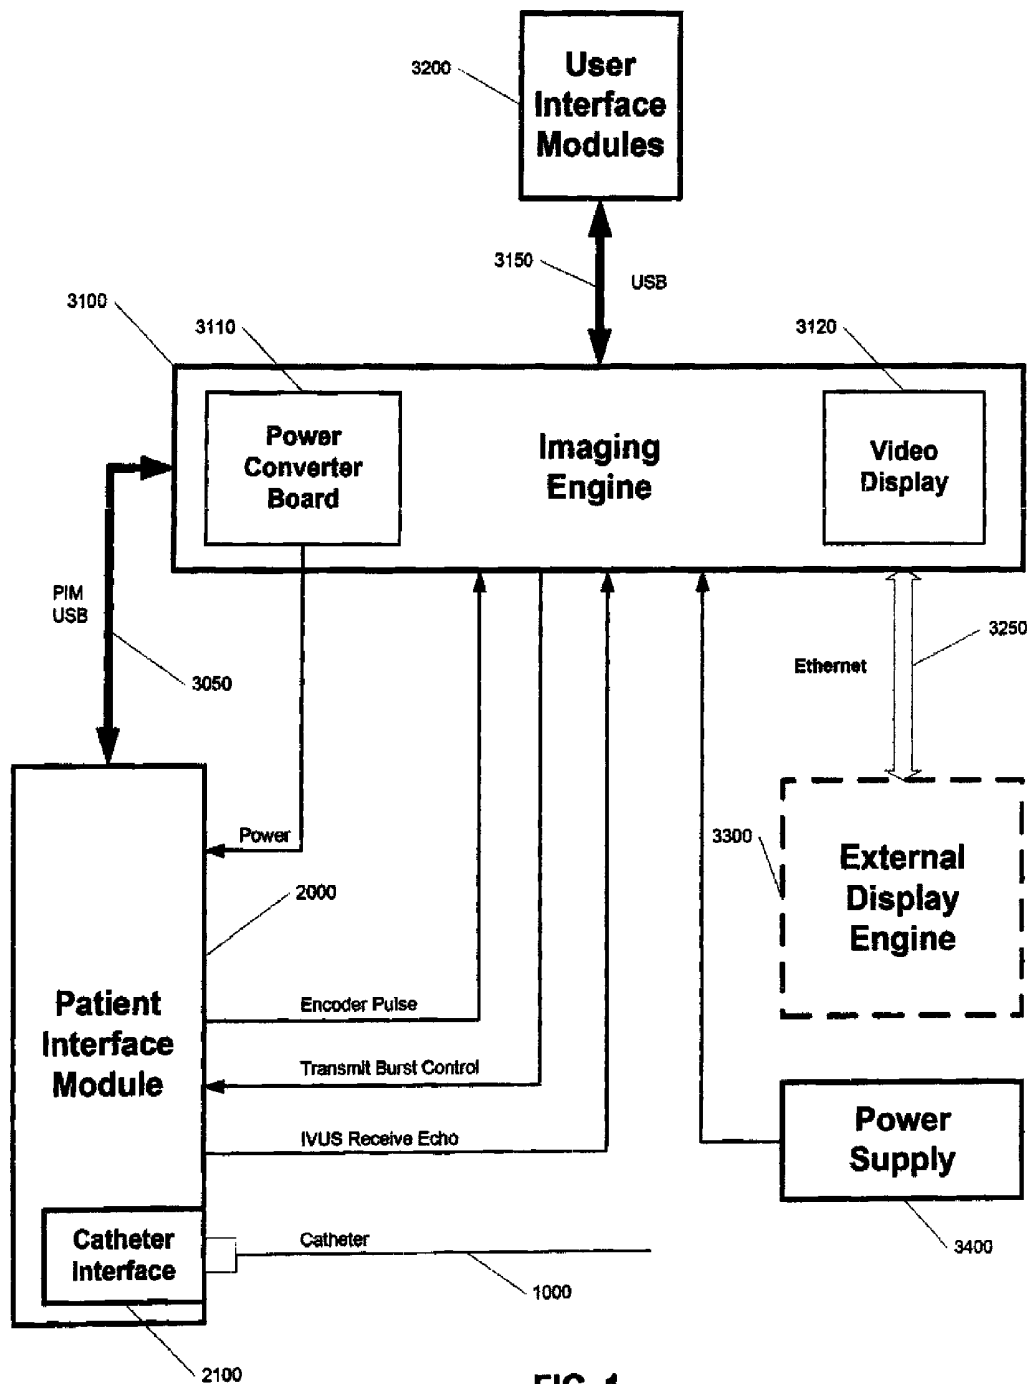 3200
User
Interface
Modules
3150
USB
3100
3110
3120
Power
Converter
Board
Imaging
Engine
Video
Display
PIM
USB
3050
Ethernet
3250
Power
3300
External
Display
Engine
2000
Patient
Interface
Module
Encoder Pulse
Transmit Burst Control
IVUS Receive Echo
Power
Supply
3400
Catheter
Interface
Catheter
1000
2100
FIG. 1